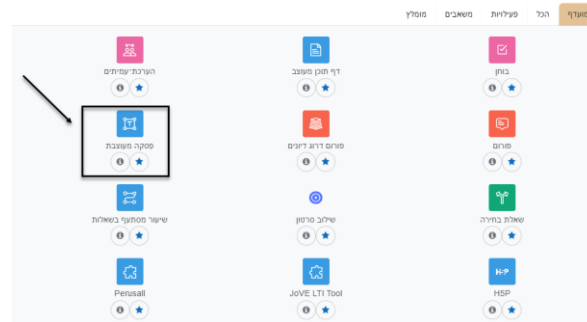 מועדף הכל פעילויות משאבים מומלץ
בוחן דף תוכן מעוצב הערכת-עמיתים
פורום פורום דרוג דיונים פסקה מעוצבת
שאלת בחירה שילוב סרטון שיעור מסתעף בשאלות
H5P JoVE LTI Tool Perusall